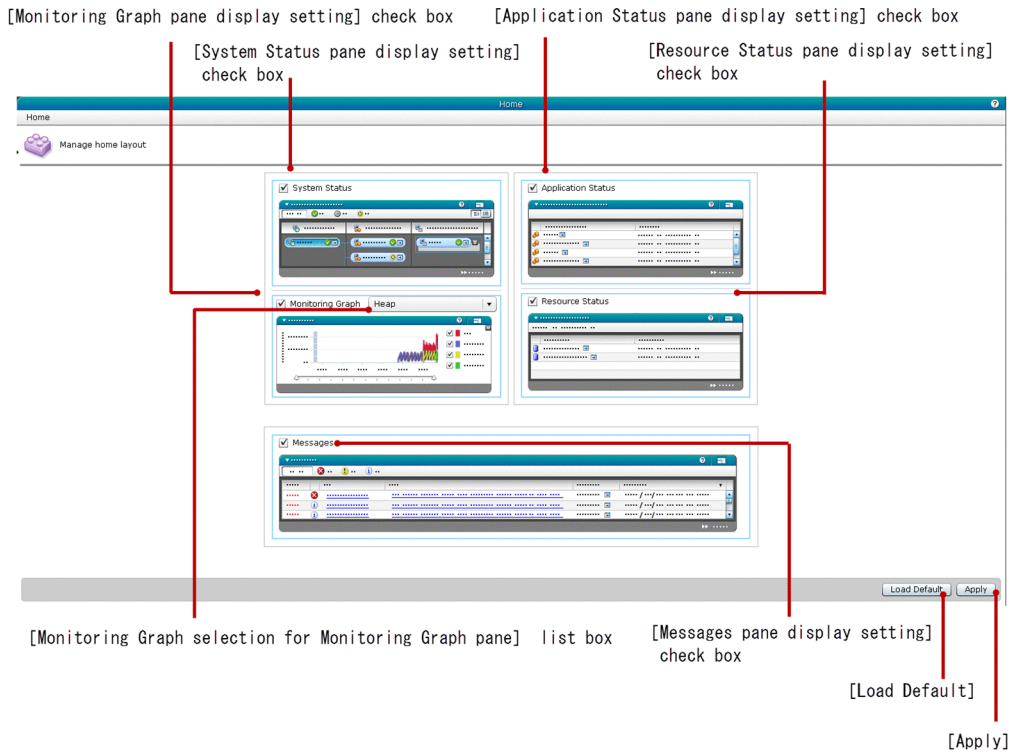 [Monitoring Graph pane display setting] check box
[Application Status pane display setting] check box
[System Status pane display setting]
check box
[Resource Status pane display setting]
check box
Home
Home
Manage home layout
System Status
Application Status
Monitoring Graph
Heap
Resource Status
Messages
Load Default
Apply
[Monitoring Graph selection for Monitoring Graph pane] list box
[Messages pane display setting]
check box
[Load Default]
[Apply]